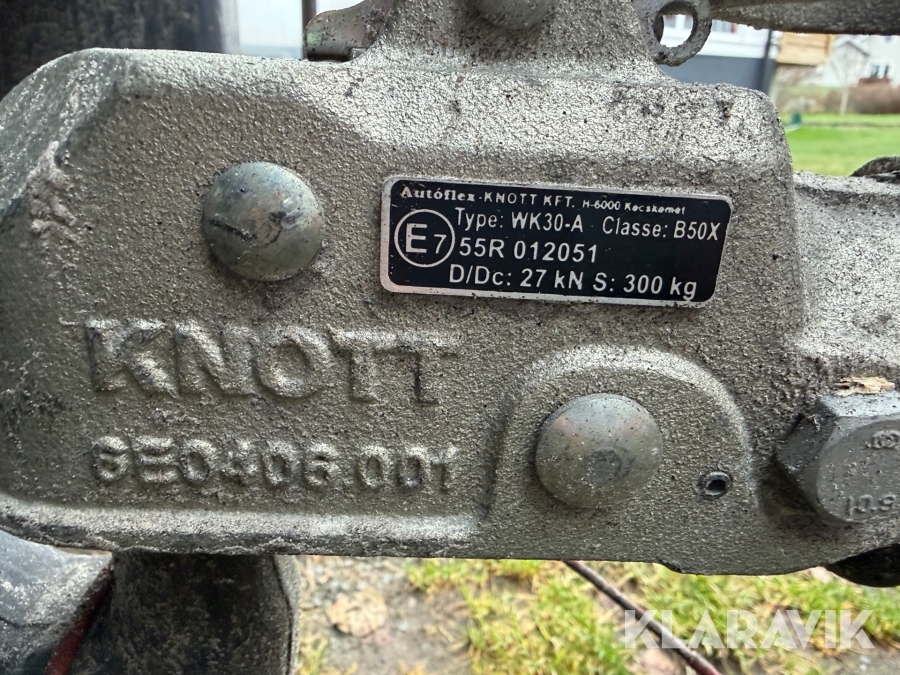 Autóflex-KNOTT KFT. H-6000 Kecskemét
Type: WK30-A Classe: B50X
E7 55R 012051
D/Dc: 27 kN S: 300 kg
KNOTT
6E0406.001
KLARAVIK